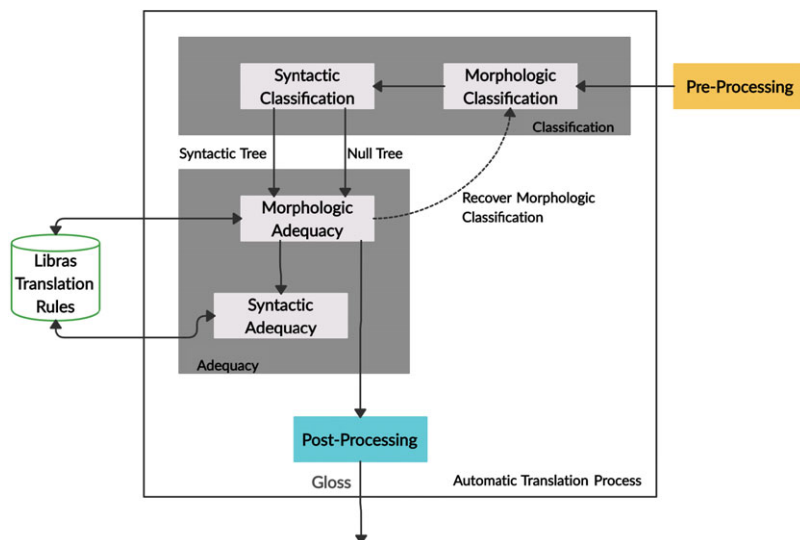 Syntactic
Classification
Morphologic
Classification
Pre-Processing
Classification
Syntactic Tree
Null Tree
Morphologic
Adequacy
Recover Morphologic
Classification
Libras
Translation
Rules
Syntactic
Adequacy
Adequacy
Post-Processing
Gloss
Automatic Translation Process